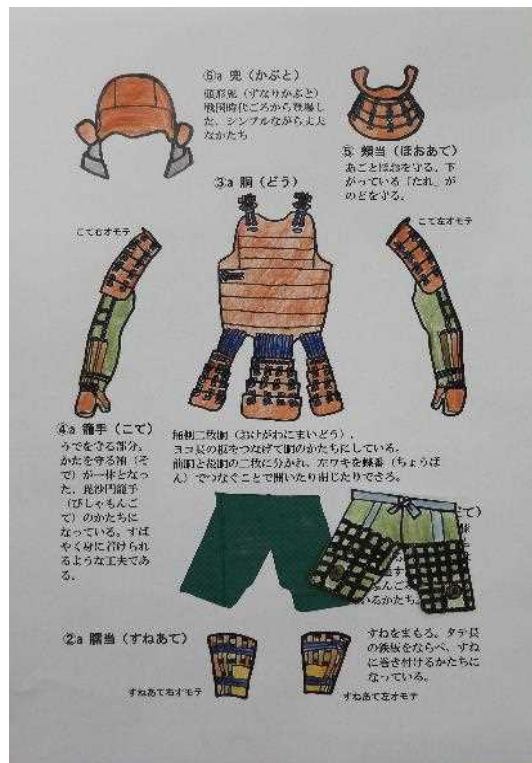 ⑥a 兜（かぶと）
頭形兜（ずなりかぶと）
戦国時代ごろから登場し
た、シンプルながら丈夫
なかたち
⑤ 頬当（ほおあて）
あごとほおを守る。下
がっている「たれ」が
のどを守る。
③a 胴（どう）
こて右オモテ
こて左オモテ
④a 籠手（こて）
うでを守る部分。
かたを守る袖（そ
で）が一体となっ
た、毘沙門籠手
（びしゃもんご
て）のかたちに
なっている。すば
やく身に着けられ
るような工夫であ
る。
桶側二枚胴（おけがわにまいどう）。
ヨコ長の板をつなげて胴のかたちにしている。
前胴と後胴の二枚に分かれ、左ワキを蝶番（ちょうつが
い）でつなぐことで開いたり閉じたりできる。
て）
いるかたち。
②a 臑当（すねあて）
すねをまもる。タテ長
の鉄板をならべ、すね
に巻き付けるかたちに
なっている。
すねあて右オモテ
すねあて左オモテ